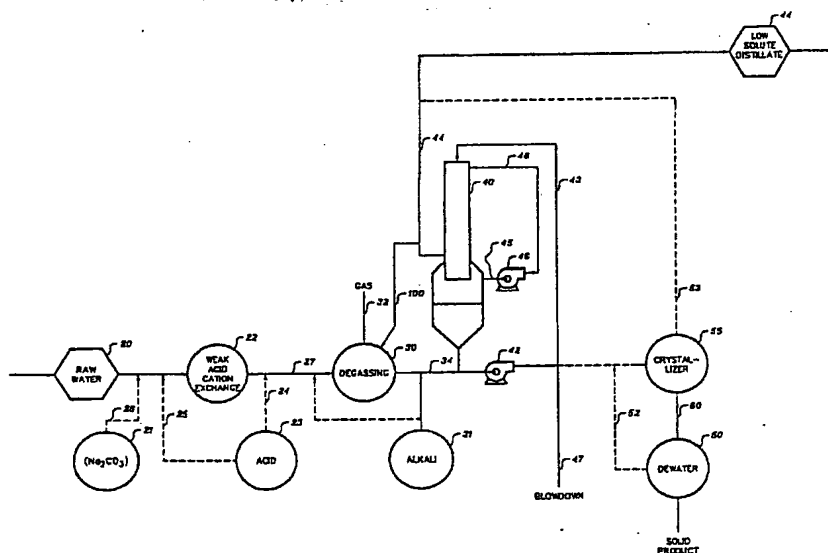 44
LOW
SOLUTE
DISTILLATE
44
48
40
43
45
46
GAS
32
100
53
20
RAW
WATER
22
WEAK
ACID
CATION
EXCHANGE
27
30
DEGASSING
34
42
55
CRYSTAL-
LIZER
24
28
21
(Na2CO3)
25
23
ACID
31
ALKALI
52
60
50
DEWATER
47
BLOWDOWN
SOLID
PRODUCT